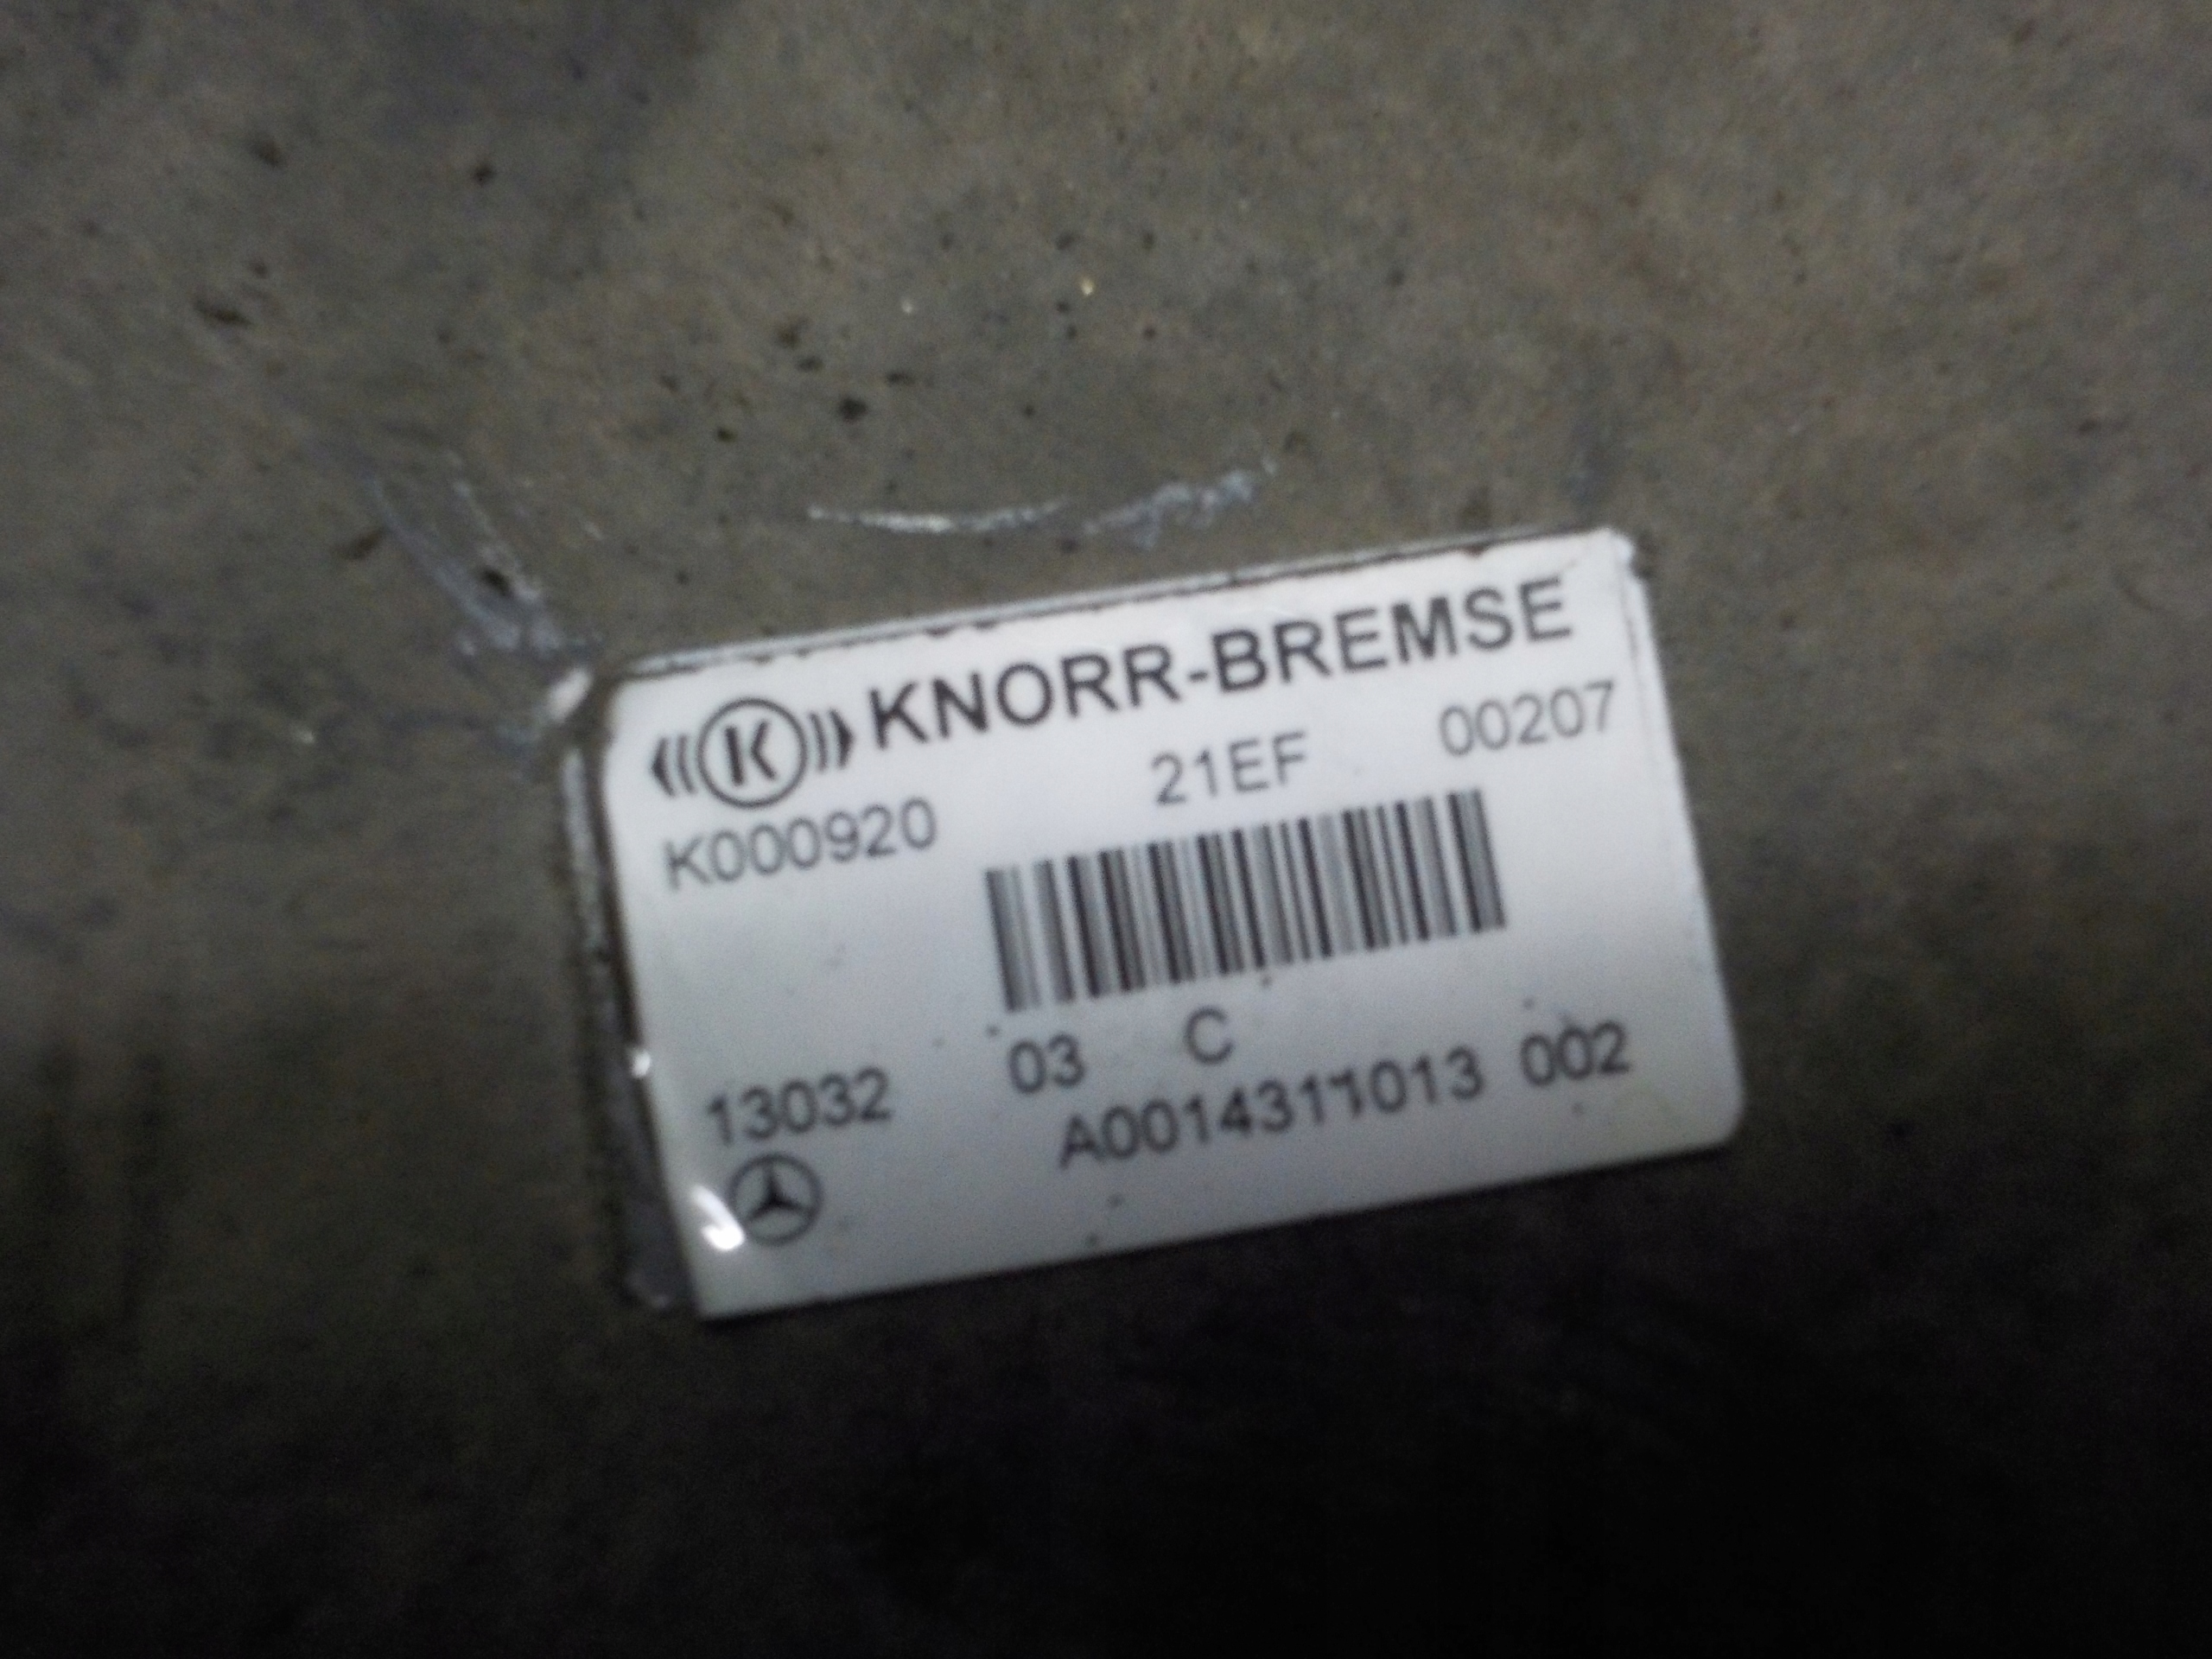 K KNORR-BREMSE
K000920 21EF 00207
13032 03 C
A0014311013 002